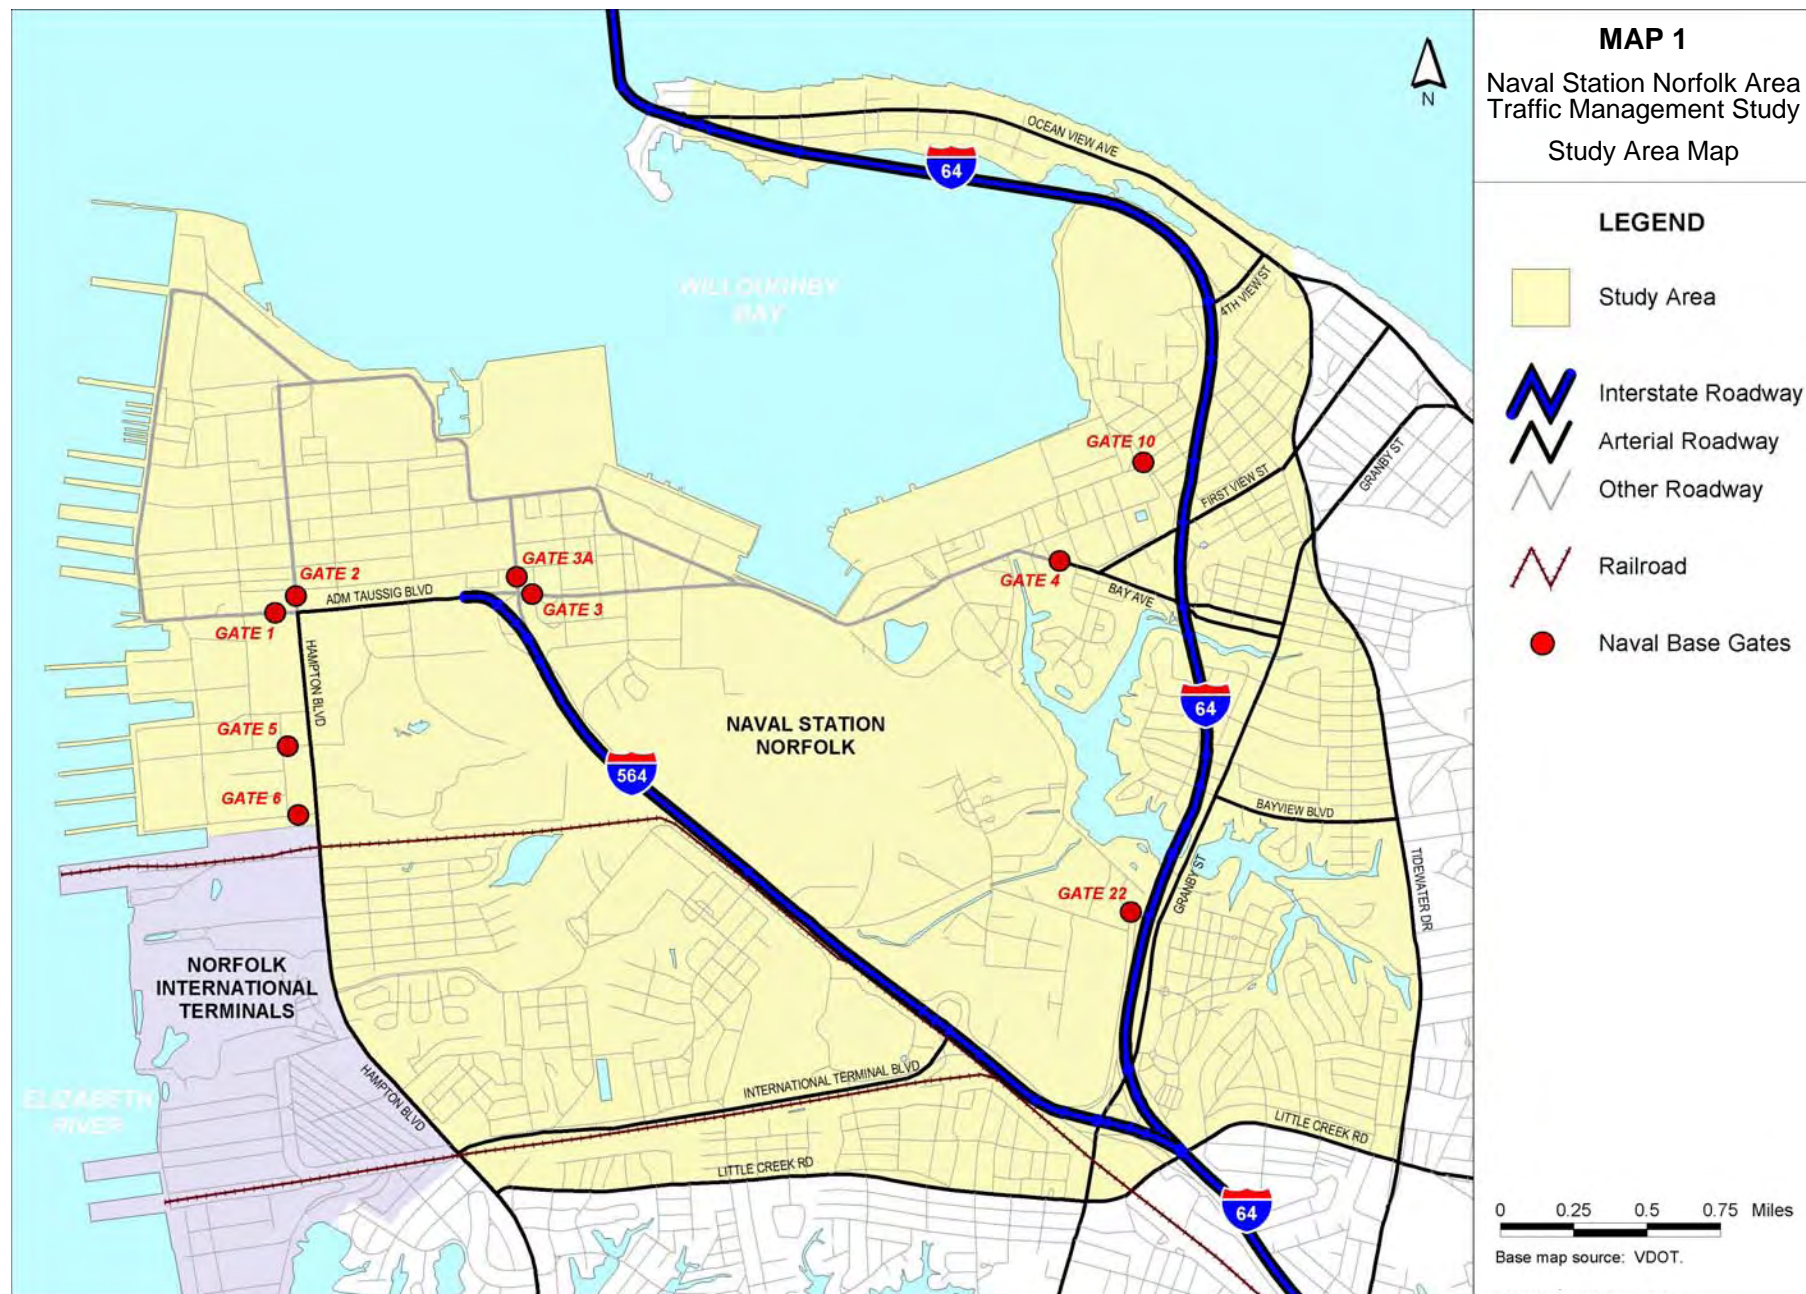 MAP 1
Naval Station Norfolk Area
Traffic Management Study
Study Area Map
N
LEGEND
Study Area
Interstate Roadway
Arterial Roadway
Other Roadway
Railroad
Naval Base Gates
0 0.25 0.5 0.75 Miles
Base map source: VDOT.
OCEAN VIEW AVE
64
WILLOUGHBY
BAY
4TH VIEW ST
GATE 10
FIRST VIEW ST
GRANBY ST
GATE 3A
GATE 2
ADM TAUSSIG BLVD
GATE 3
GATE 4
BAY AVE
GATE 1
HAMPTON BLVD
64
GATE 5
NAVAL STATION
NORFOLK
564
GATE 6
BAYVIEW BLVD
TIDEWATER DR
GRANBY ST
GATE 22
NORFOLK
INTERNATIONAL
TERMINALS
INTERNATIONAL TERMINAL BLVD
HAMPTON BLVD
ELIZABETH
RIVER
LITTLE CREEK RD
LITTLE CREEK RD
64